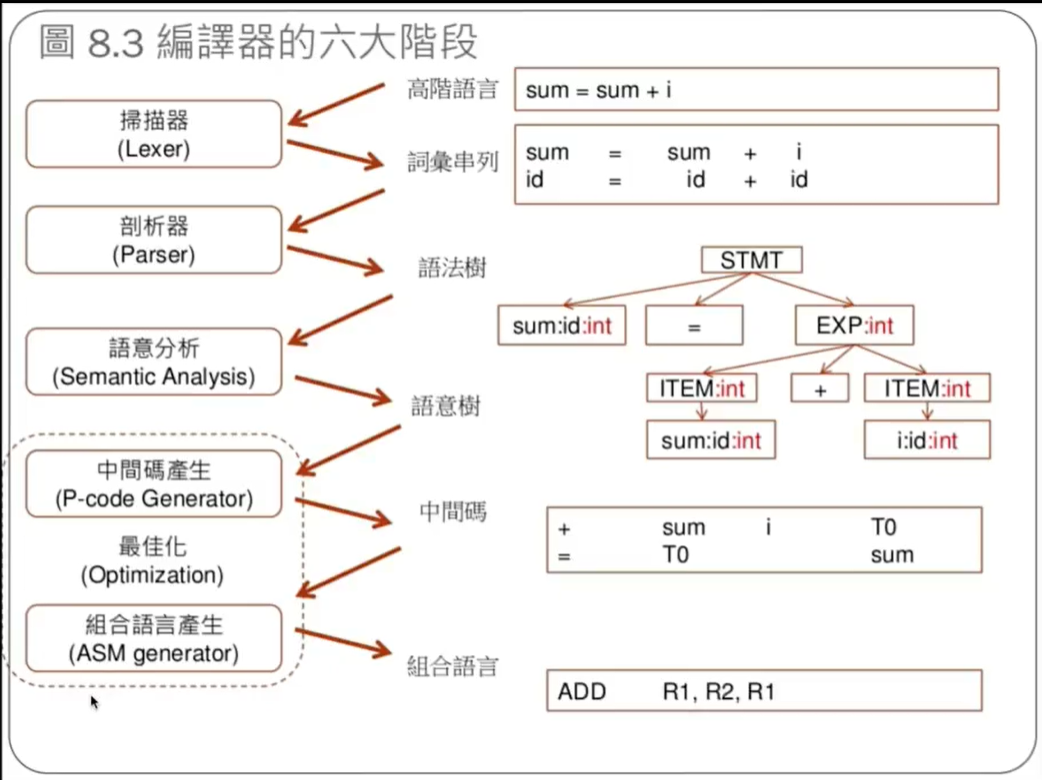 圖 8.3 編譯器的六大階段
高階語言
sum = sum + i
掃描器
(Lexer)
詞彙串列
sum = sum + i
id = id + id
剖析器
(Parser)
語法樹
STMT
sum:id:int
=
EXP:int
ITEM:int
+
ITEM:int
sum:id:int
i:id:int
語意分析
(Semantic Analysis)
語意樹
中間碼產生
(P-code Generator)
中間碼
+ sum i T0
= T0 sum
最佳化
(Optimization)
組合語言產生
(ASM generator)
組合語言
ADD R1, R2, R1